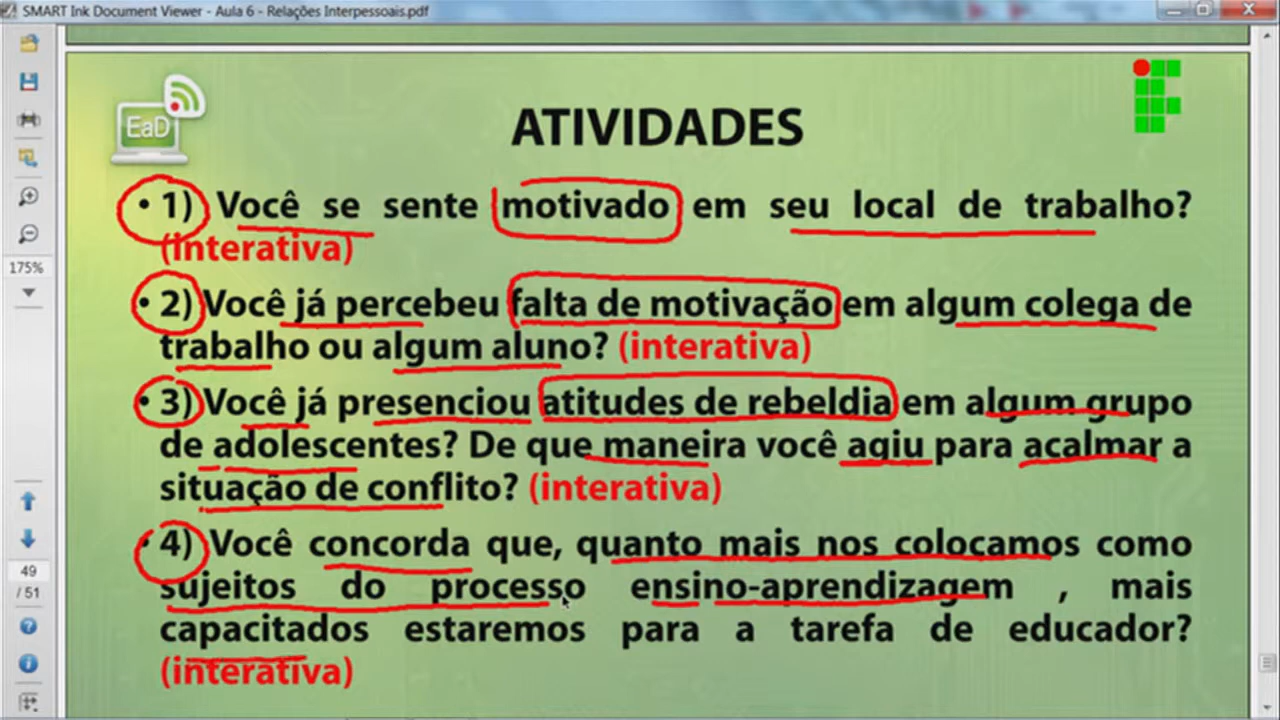 SMART Ink Document Viewer - Aula 6 - Relações Interpessoais.pdf
EaD
ATIVIDADES
• 1) Você se sente motivado em seu local de trabalho?
(interativa)
175%
• 2) Você já percebeu falta de motivação em algum colega de
trabalho ou algum aluno? (interativa)
• 3) Você já presenciou atitudes de rebeldia em algum grupo
de adolescentes? De que maneira você agiu para acalmar a
situação de conflito? (interativa)
• 4) Você concorda que, quanto mais nos colocamos como
sujeitos do processo ensino-aprendizagem , mais
capacitados estaremos para a tarefa de educador?
(interativa)
49
/ 51